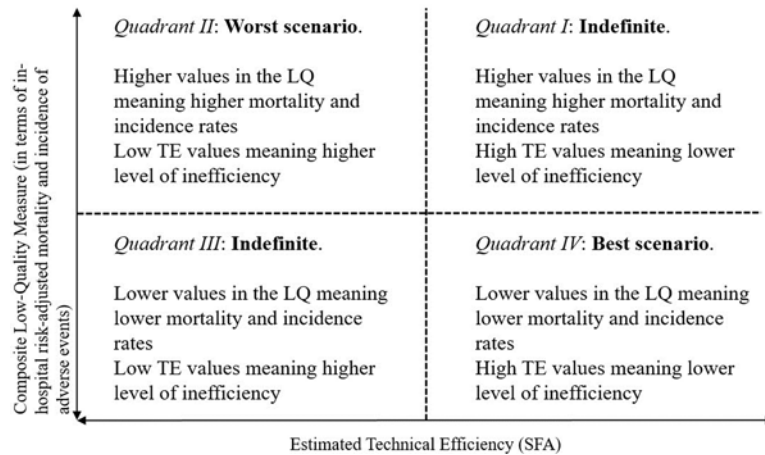 Composite Low-Quality Measure (in terms of in-
hospital risk-adjusted mortality and incidence of
adverse events)
Quadrant II: Worst scenario.
Higher values in the LQ
meaning higher mortality and
incidence rates
Low TE values meaning higher
level of inefficiency
Quadrant I: Indefinite.
Higher values in the LQ
meaning higher mortality and
incidence rates
High TE values meaning lower
level of inefficiency
Quadrant III: Indefinite.
Lower values in the LQ meaning
lower mortality and incidence
rates
Low TE values meaning higher
level of inefficiency
Quadrant IV: Best scenario.
Lower values in the LQ meaning
lower mortality and incidence
rates
High TE values meaning lower
level of inefficiency
Estimated Technical Efficiency (SFA)